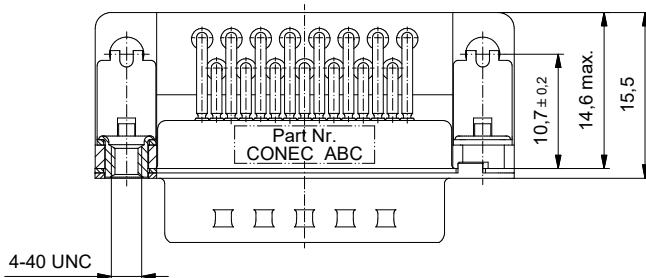 Part Nr.
CONEC ABC
10,7 ± 0,2
14,6 max.
15,5
4-40 UNC